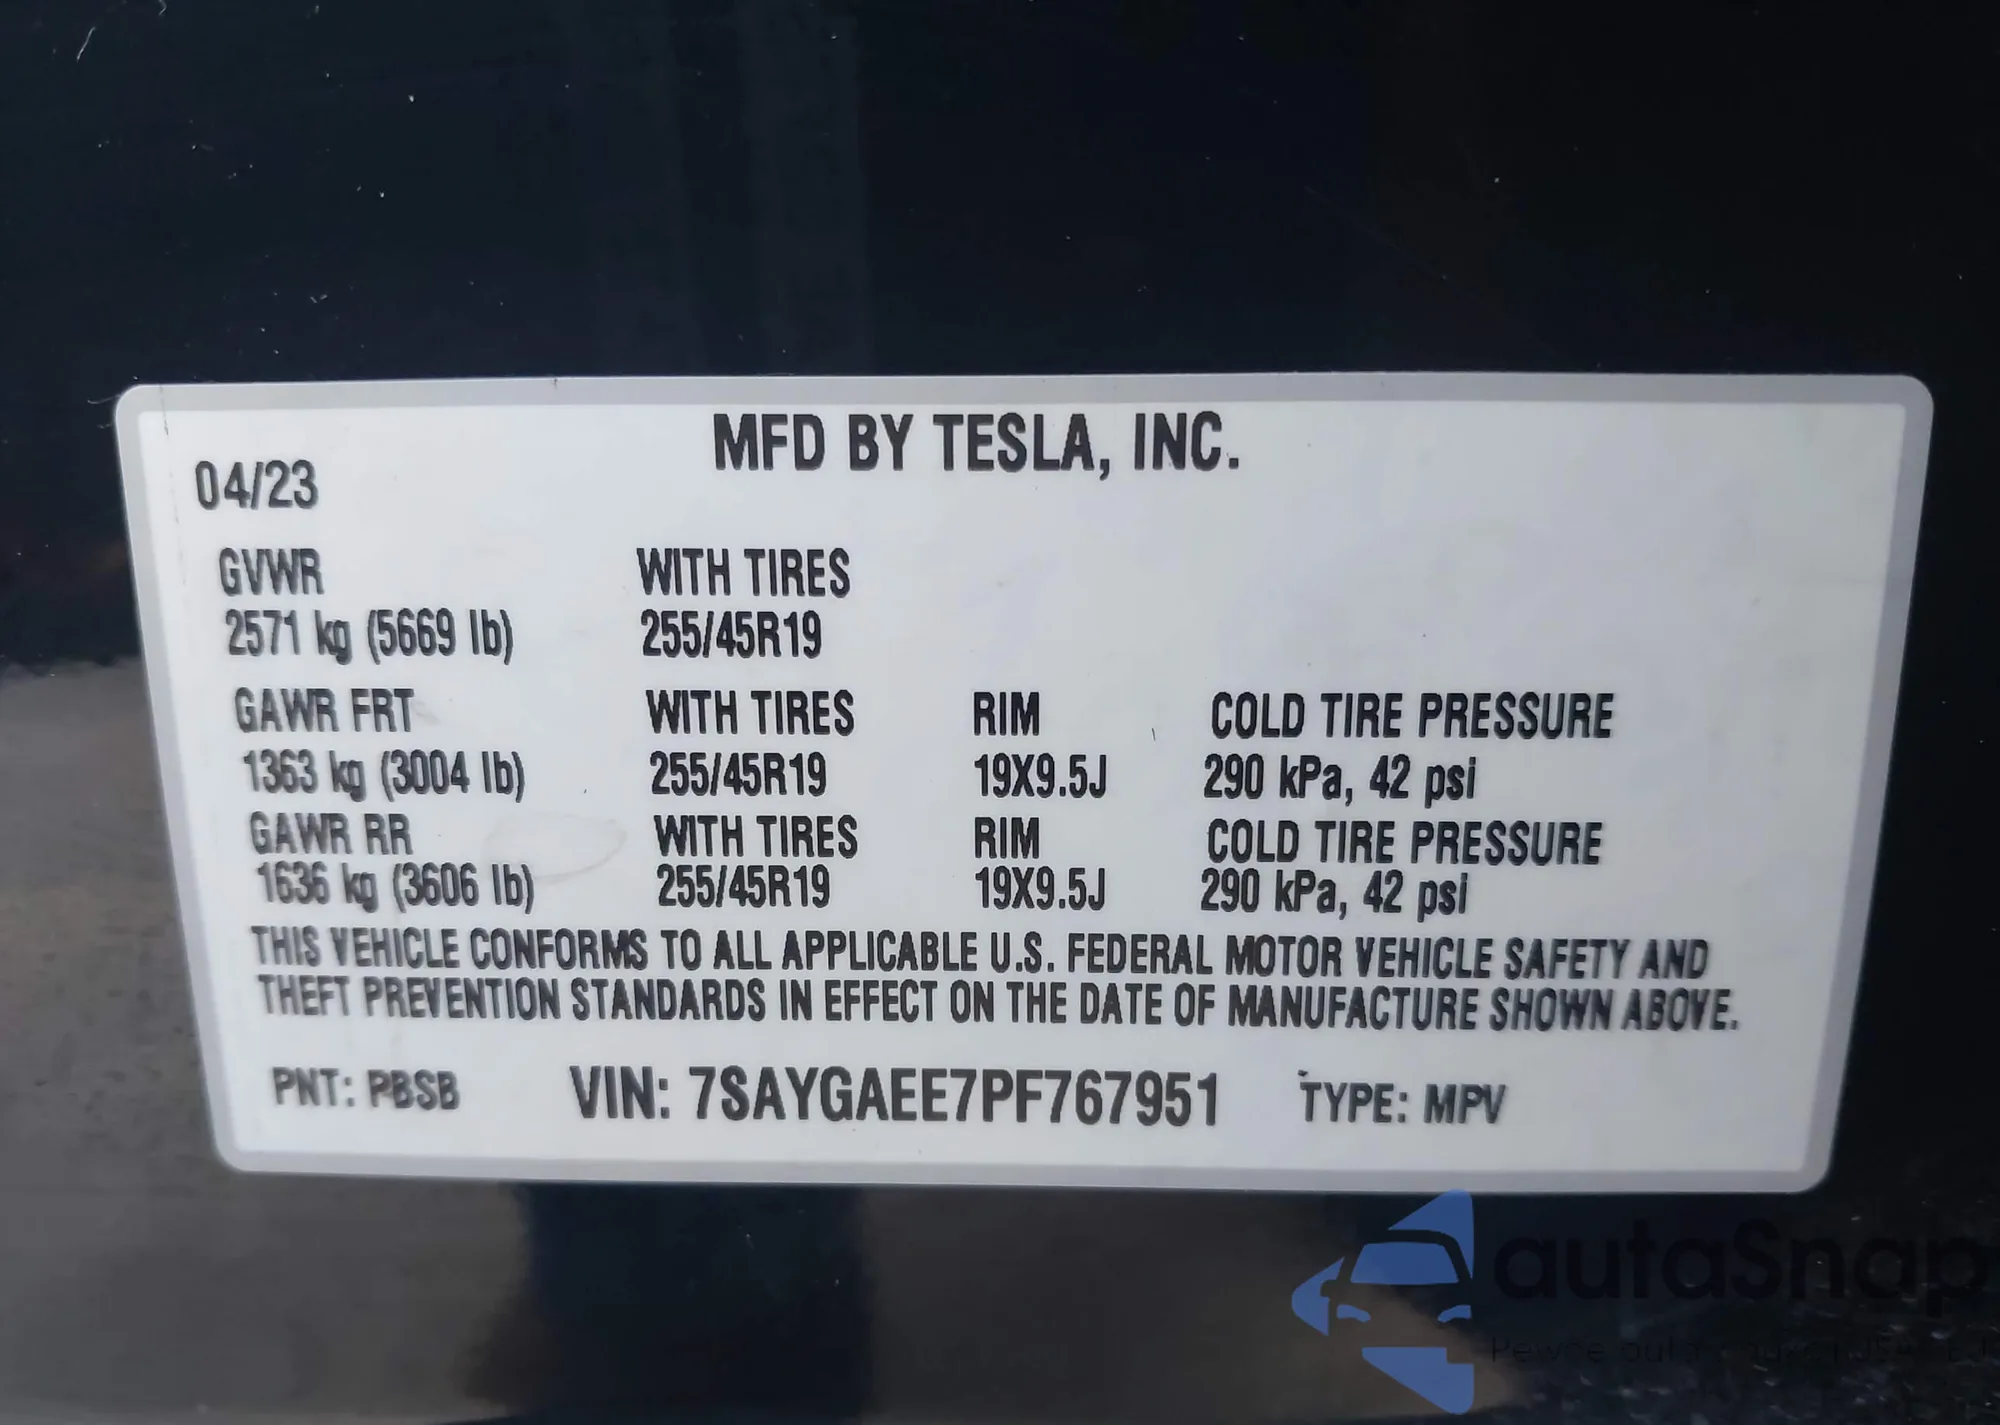 MFD BY TESLA, INC.
04/23
GVWR WITH TIRES
2571 kg (5669 lb) 255/45R19
GAWR FRT WITH TIRES RIM COLD TIRE PRESSURE
1363 kg (3004 lb) 255/45R19 19X9.5J 290 kPa, 42 psi
GAWR RR WITH TIRES RIM COLD TIRE PRESSURE
1636 kg (3606 lb) 255/45R19 19X9.5J 290 kPa, 42 psi
THIS VEHICLE CONFORMS TO ALL APPLICABLE U.S. FEDERAL MOTOR VEHICLE SAFETY AND
THEFT PREVENTION STANDARDS IN EFFECT ON THE DATE OF MANUFACTURE SHOWN ABOVE.
PNT: PBSB VIN: 7SAYGAEE7PF767951 TYPE: MPV
autaSnap